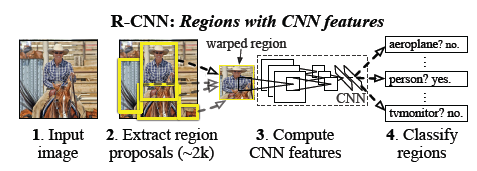 R-CNN: Regions with CNN features
warped region
aeroplane? no.
person? yes.
tvmonitor? no.
CNN
1. Input
image
2. Extract region
proposals (~2k)
3. Compute
CNN features
4. Classify
regions